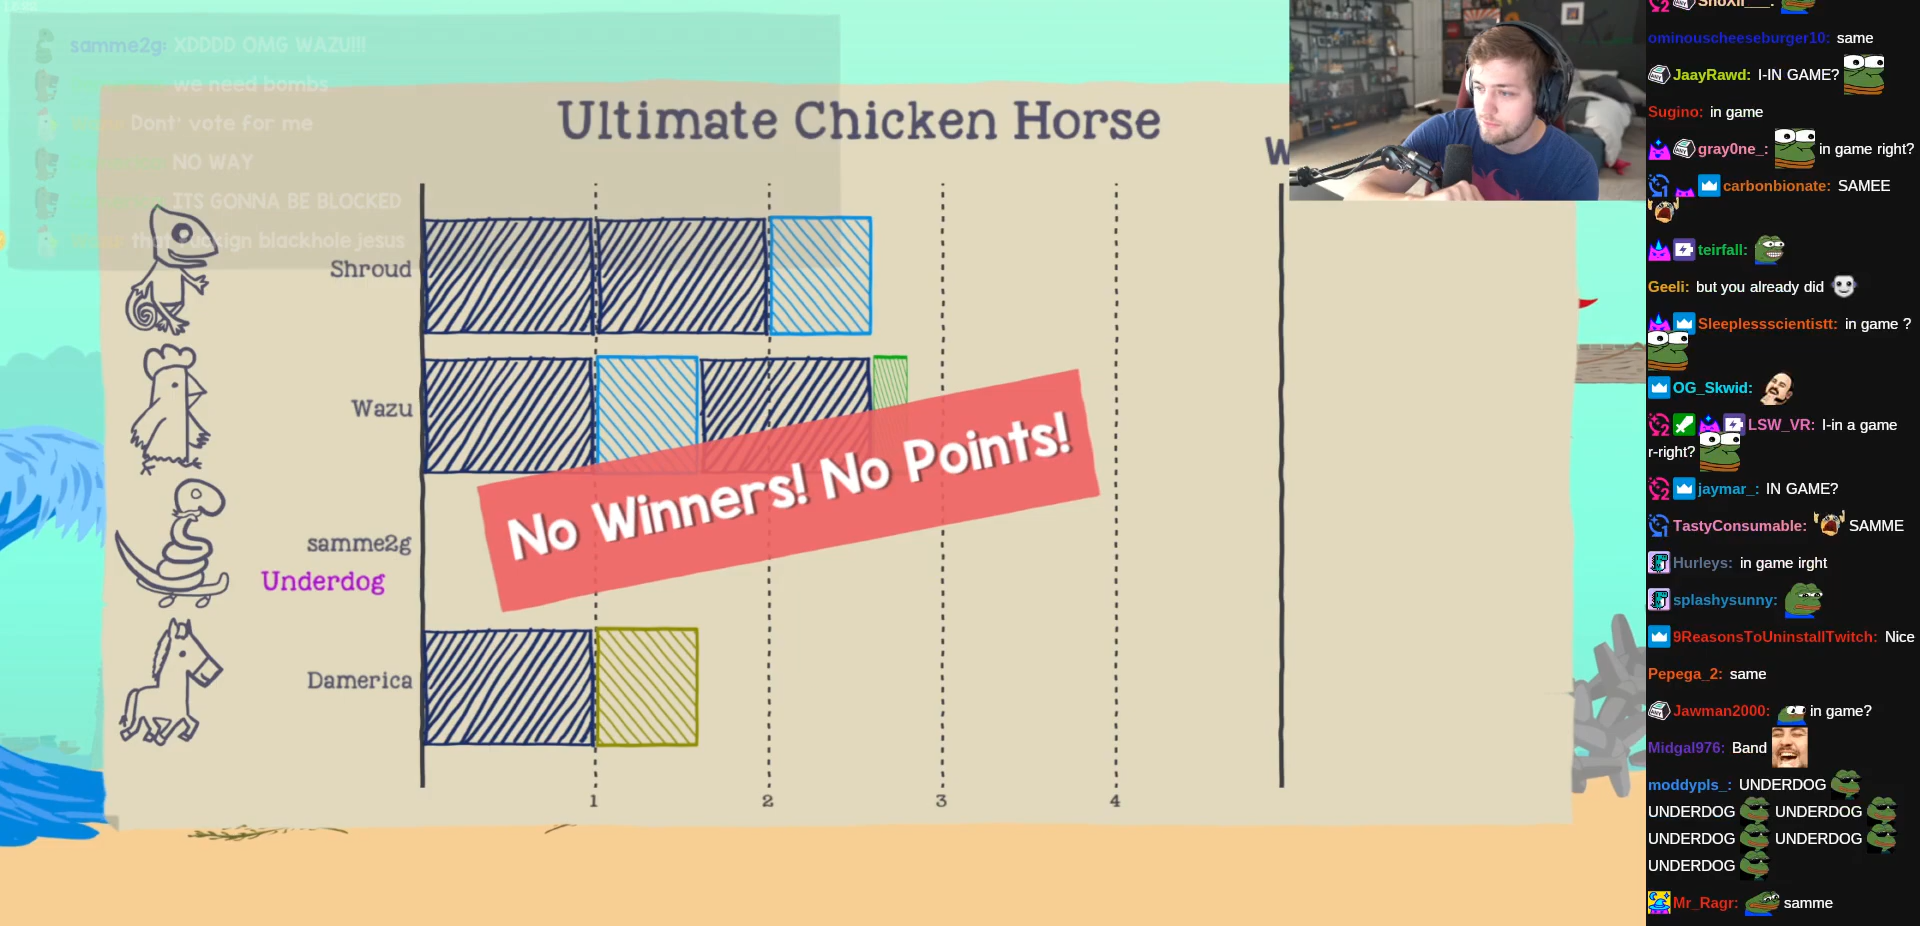 samme2g: XDDDD OMG WAZU!!!
we need bombs
Dont' vote for me
NO WAY
ITS GONNA BE BLOCKED
blackhole jesus
Ultimate Chicken Horse
W
Shroud
Wazu
samme2g
Underdog
Damerica
No Winners! No Points!
1 2 3 4
ominouscheeseburger10: same
JaayRawd: I-IN GAME?
Sugino: in game
gray0ne_: in game right?
carbonbionate: SAMEE
teirfall:
Geeli: but you already did
Sleeplessscientistt: in game ?
OG_Skwid:
LSW_VR: I-in a game
r-right?
jaymar_: IN GAME?
TastyConsumable: SAMME
Hurleys: in game irght
splashysunny:
9ReasonsToUninstallTwitch: Nice
Pepega_2: same
Jawman2000: in game?
Midgal976: Band
moddypls_: UNDERDOG
UNDERDOG UNDERDOG
UNDERDOG UNDERDOG
UNDERDOG
Mr_Ragr: samme